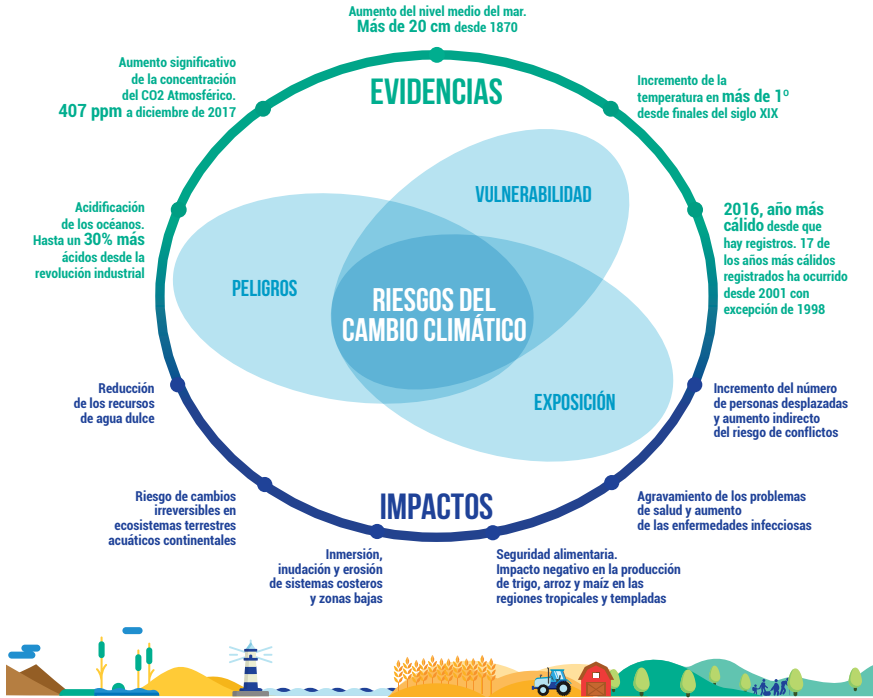 Aumento del nivel medio del mar.
Más de 20 cm desde 1870
Aumento significativo
de la concentración
del CO2 Atmosférico.
407 ppm a diciembre de 2017
EVIDENCIAS
Incremento de la
temperatura en más de 1º
desde finales del siglo XIX
Acidificación
de los océanos.
Hasta un 30% más
ácidos desde la
revolución industrial
VULNERABILIDAD
2016, año más
cálido desde que
hay registros. 17 de
los años más cálidos
registrados ha ocurrido
desde 2001 con
excepción de 1998
PELIGROS
RIESGOS DEL
CAMBIO CLIMÁTICO
EXPOSICIÓN
Reducción
de los recursos
de agua dulce
Incremento del número
de personas desplazadas
y aumento indirecto
del riesgo de conflictos
IMPACTOS
Riesgo de cambios
irreversibles en
ecosistemas terrestres
acuáticos continentales
Agravamiento de los problemas
de salud y aumento
de las enfermedades infecciosas
Inmersión,
inudación y erosión
de sistemas costeros
y zonas bajas
Seguridad alimentaria.
Impacto negativo en la producción
de trigo, arroz y maíz en las
regiones tropicales y templadas